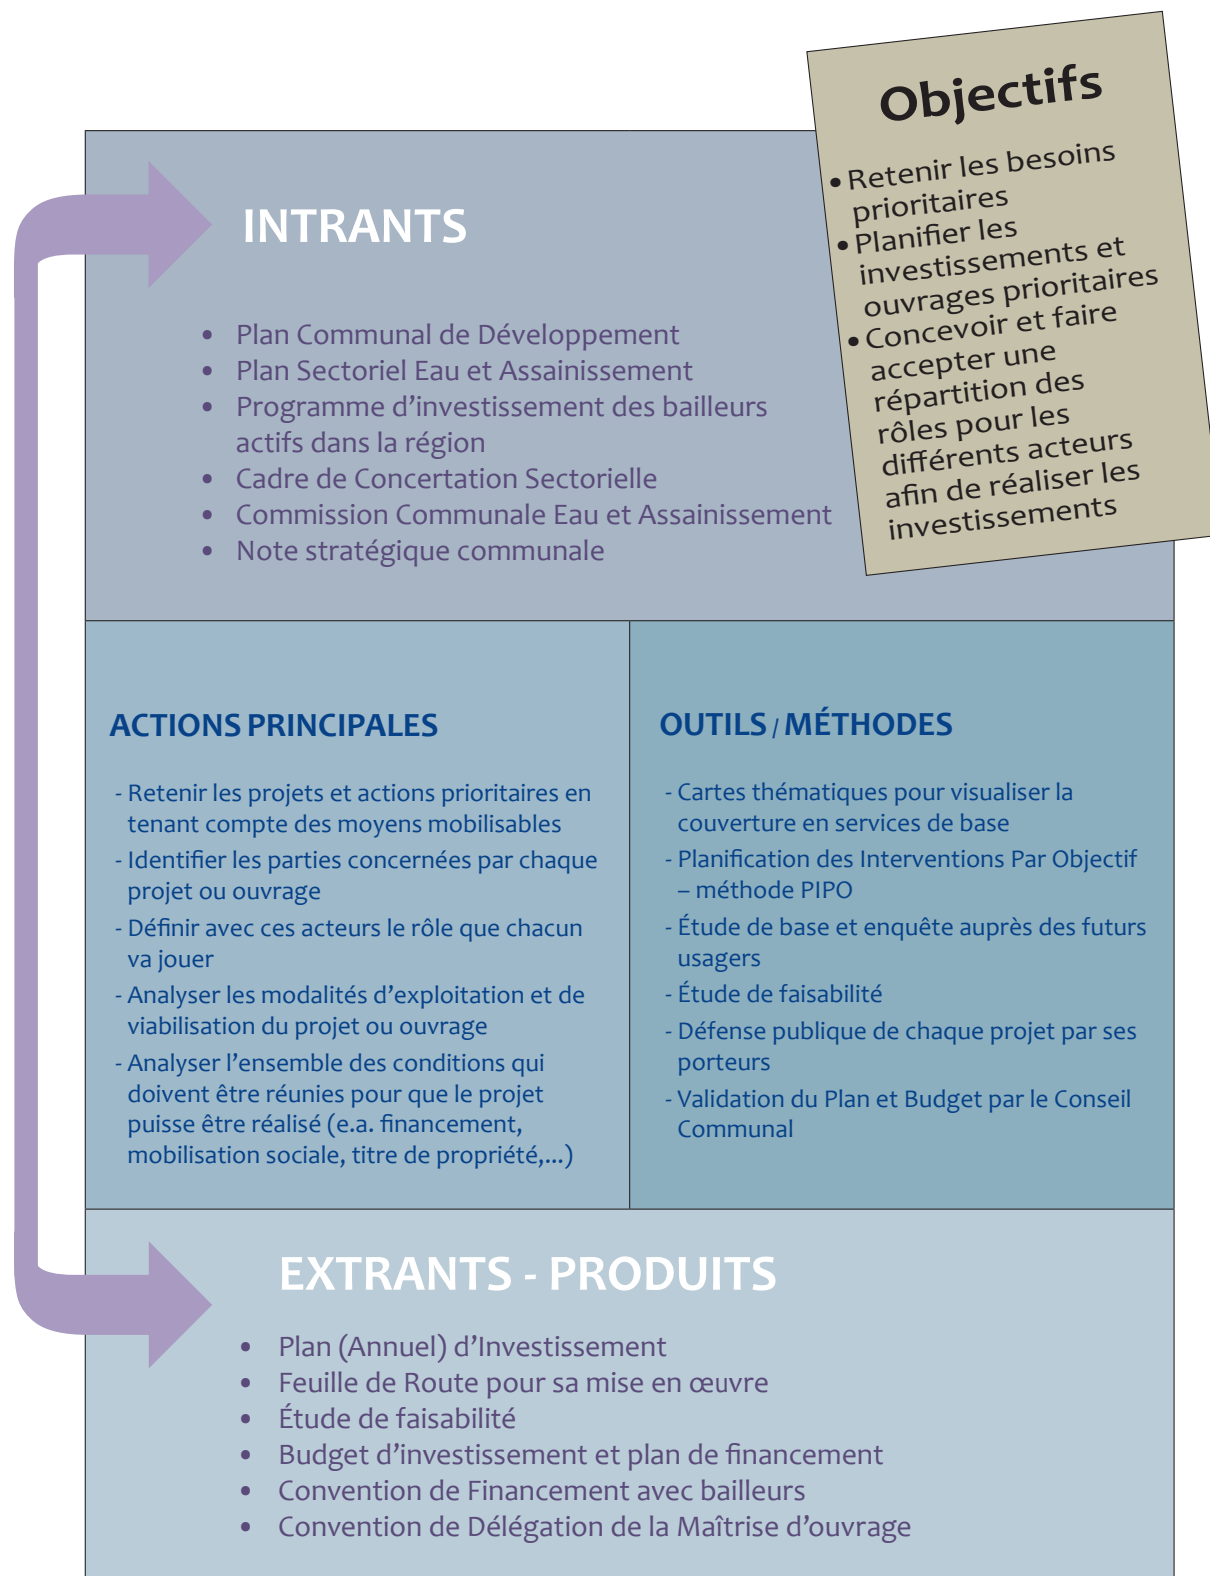 Objectifs
• Retenir les besoins
prioritaires
• Planifier les
investissements et
ouvrages prioritaires
• Concevoir et faire
accepter une
répartition des
rôles pour les
différents acteurs
afin de réaliser les
investissements
INTRANTS
• Plan Communal de Développement
• Plan Sectoriel Eau et Assainissement
• Programme d’investissement des bailleurs
actifs dans la région
• Cadre de Concertation Sectorielle
• Commission Communale Eau et Assainissement
• Note stratégique communale
ACTIONS PRINCIPALES
- Retenir les projets et actions prioritaires en
tenant compte des moyens mobilisables
- Identifier les parties concernées par chaque
projet ou ouvrage
- Définir avec ces acteurs le rôle que chacun
va jouer
- Analyser les modalités d’exploitation et de
viabilisation du projet ou ouvrage
- Analyser l’ensemble des conditions qui
doivent être réunies pour que le projet
puisse être réalisé (e.a. financement,
mobilisation sociale, titre de propriété,...)
OUTILS / MÉTHODES
- Cartes thématiques pour visualiser la
couverture en services de base
- Planification des Interventions Par Objectif
– méthode PIPO
- Étude de base et enquête auprès des futurs
usagers
- Étude de faisabilité
- Défense publique de chaque projet par ses
porteurs
- Validation du Plan et Budget par le Conseil
Communal
EXTRANTS - PRODUITS
• Plan (Annuel) d’Investissement
• Feuille de Route pour sa mise en œuvre
• Étude de faisabilité
• Budget d’investissement et plan de financement
• Convention de Financement avec bailleurs
• Convention de Délégation de la Maîtrise d’ouvrage